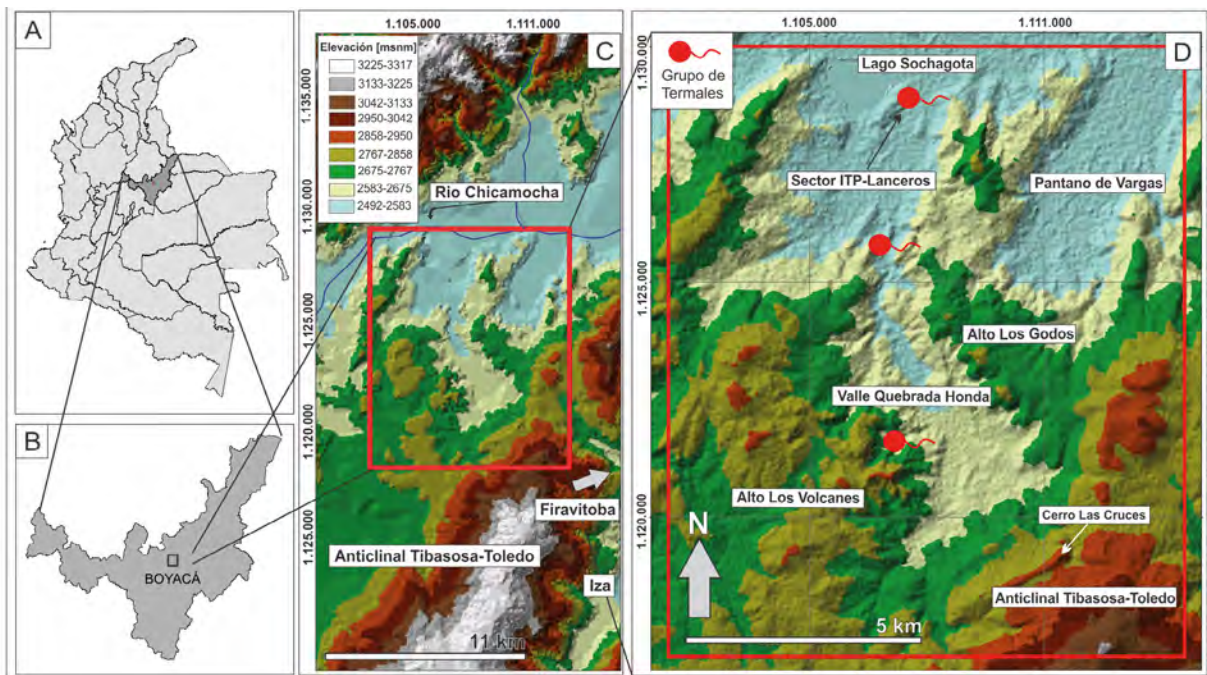 A
B
BOYACÁ
C
1.105.000
1.111.000
Elevación [msnm]
3225-3317
3133-3225
3042-3133
2950-3042
2858-2950
2767-2858
2675-2767
2583-2675
2492-2583
1.135.000
1.130.000
1.125.000
1.120.000
1.125.000
Rio Chicamocha
Firavitoba
Anticlinal Tibasosa-Toledo
Iza
11 km
D
1.105.000
1.111.000
1.130.000
1.125.000
1.120.000
Grupo de
Termales
Lago Sochagota
Sector ITP-Lanceros
Pantano de Vargas
Alto Los Godos
Valle Quebrada Honda
Alto Los Volcanes
Cerro Las Cruces
Anticlinal Tibasosa-Toledo
N
5 km